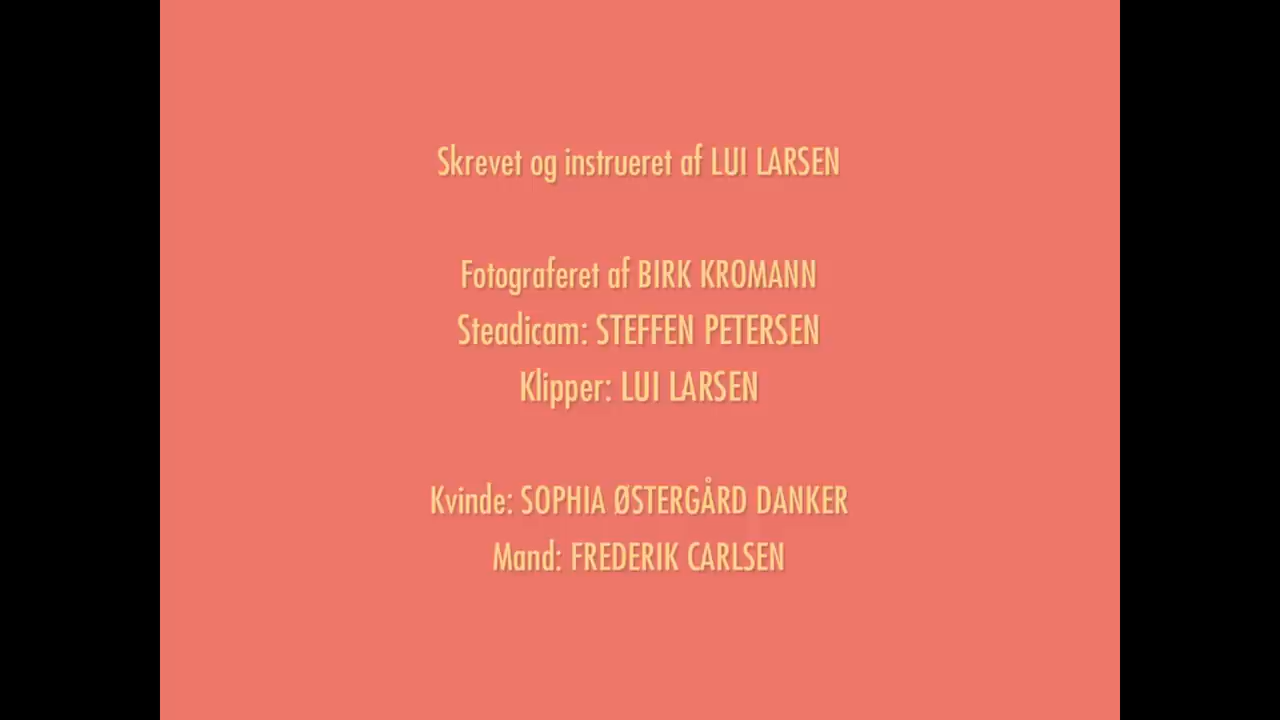 Skrevet og instrueret af LUI LARSEN
Fotograferet af BIRK KROMANN
Steadicam: STEFFEN PETERSEN
Klipper: LUI LARSEN
Kvinde: SOPHIA ØSTERGÅRD DANKER
Mand: FREDERIK CARLSEN